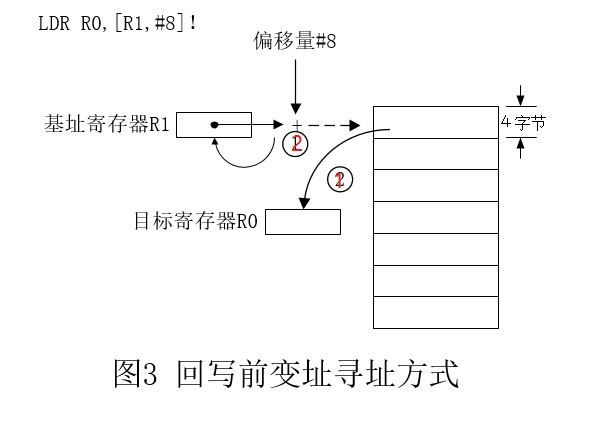 LDR R0,[R1,#8]!
偏移量#8
基址寄存器R1
+
4字节
2
目标寄存器R0
图3 回写前变址寻址方式